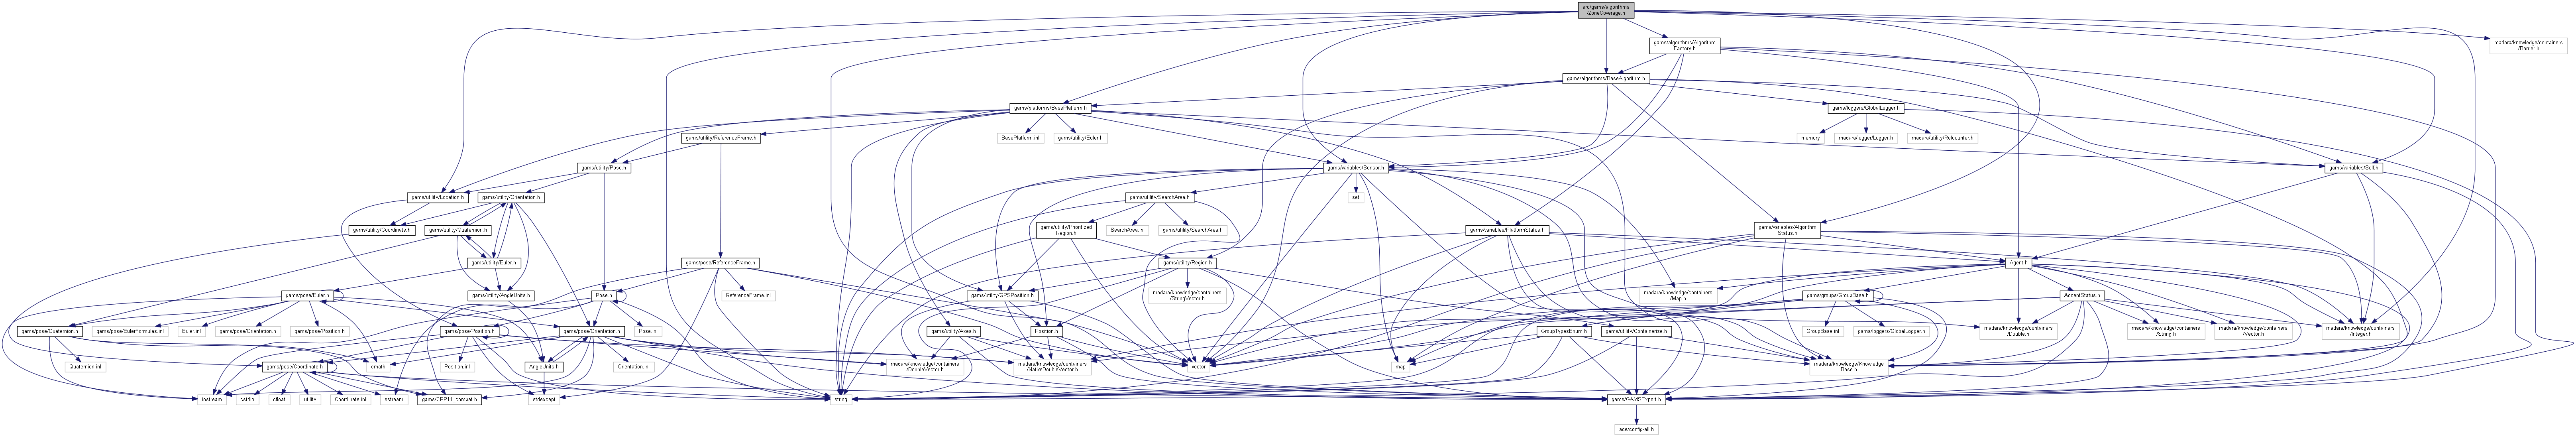 src/gams/algorithms
/ZoneCoverage.h
gams/algorithms/Algorithm
Factory.h
madara/knowledge/containers
/Barrier.h
gams/algorithms/BaseAlgorithm.h
gams/platforms/BasePlatform.h
gams/loggers/GlobalLogger.h
gams/utility/ReferenceFrame.h
BasePlatform.inl
gams/utility/Euler.h
memory
madara/logger/Logger.h
madara/utility/Refcounter.h
gams/utility/Pose.h
gams/variables/Sensor.h
gams/variables/Self.h
gams/utility/Location.h
gams/utility/Orientation.h
gams/utility/SearchArea.h
set
gams/utility/Coordinate.h
gams/utility/Quaternion.h
gams/utility/Prioritized
Region.h
SearchArea.inl
gams/utility/SearchArea.h
gams/variables/PlatformStatus.h
gams/variables/Algorithm
Status.h
gams/utility/Euler.h
gams/pose/ReferenceFrame.h
gams/utility/Region.h
Agent.h
gams/pose/Euler.h
gams/utility/AngleUnits.h
Pose.h
ReferenceFrame.inl
gams/utility/GPSPosition.h
madara/knowledge/containers
/StringVector.h
madara/knowledge/containers
/Map.h
gams/groups/GroupBase.h
AccentStatus.h
gams/pose/Quaternion.h
gams/pose/EulerFormulas.inl
Euler.inl
gams/pose/Orientation.h
gams/pose/Position.h
gams/pose/Position.h
gams/pose/Orientation.h
Pose.inl
gams/utility/Axes.h
Position.h
GroupTypesEnum.h
gams/utility/Containerize.h
GroupBase.inl
gams/loggers/GlobalLogger.h
madara/knowledge/containers
/Double.h
madara/knowledge/containers
/String.h
madara/knowledge/containers
/Vector.h
madara/knowledge/containers
/Integer.h
Quaternion.inl
gams/pose/Coordinate.h
cmath
Position.inl
AngleUnits.h
Orientation.inl
madara/knowledge/containers
/DoubleVector.h
madara/knowledge/containers
/NativeDoubleVector.h
vector
map
madara/knowledge/Knowledge
Base.h
iostream
cstdio
cfloat
utility
Coordinate.inl
sstream
gams/CPP11_compat.h
stdexcept
string
gams/GAMSExport.h
ace/config-all.h